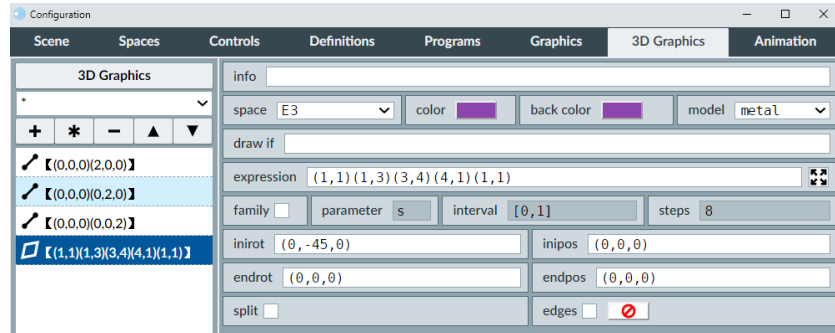 Configuration
Scene Spaces Controls Definitions Programs Graphics 3D Graphics Animation
3D Graphics
*
+ * − ▲ ▼
【(0,0,0)(2,0,0)】
【(0,0,0)(0,2,0)】
【(0,0,0)(0,0,2)】
【(1,1)(1,3)(3,4)(4,1)(1,1)】
info
space E3 color back color model metal
draw if
expression (1,1)(1,3)(3,4)(4,1)(1,1)
family parameter s interval [0,1] steps 8
inirot (0,-45,0) inipos (0,0,0)
endrot (0,0,0) endpos (0,0,0)
split edges